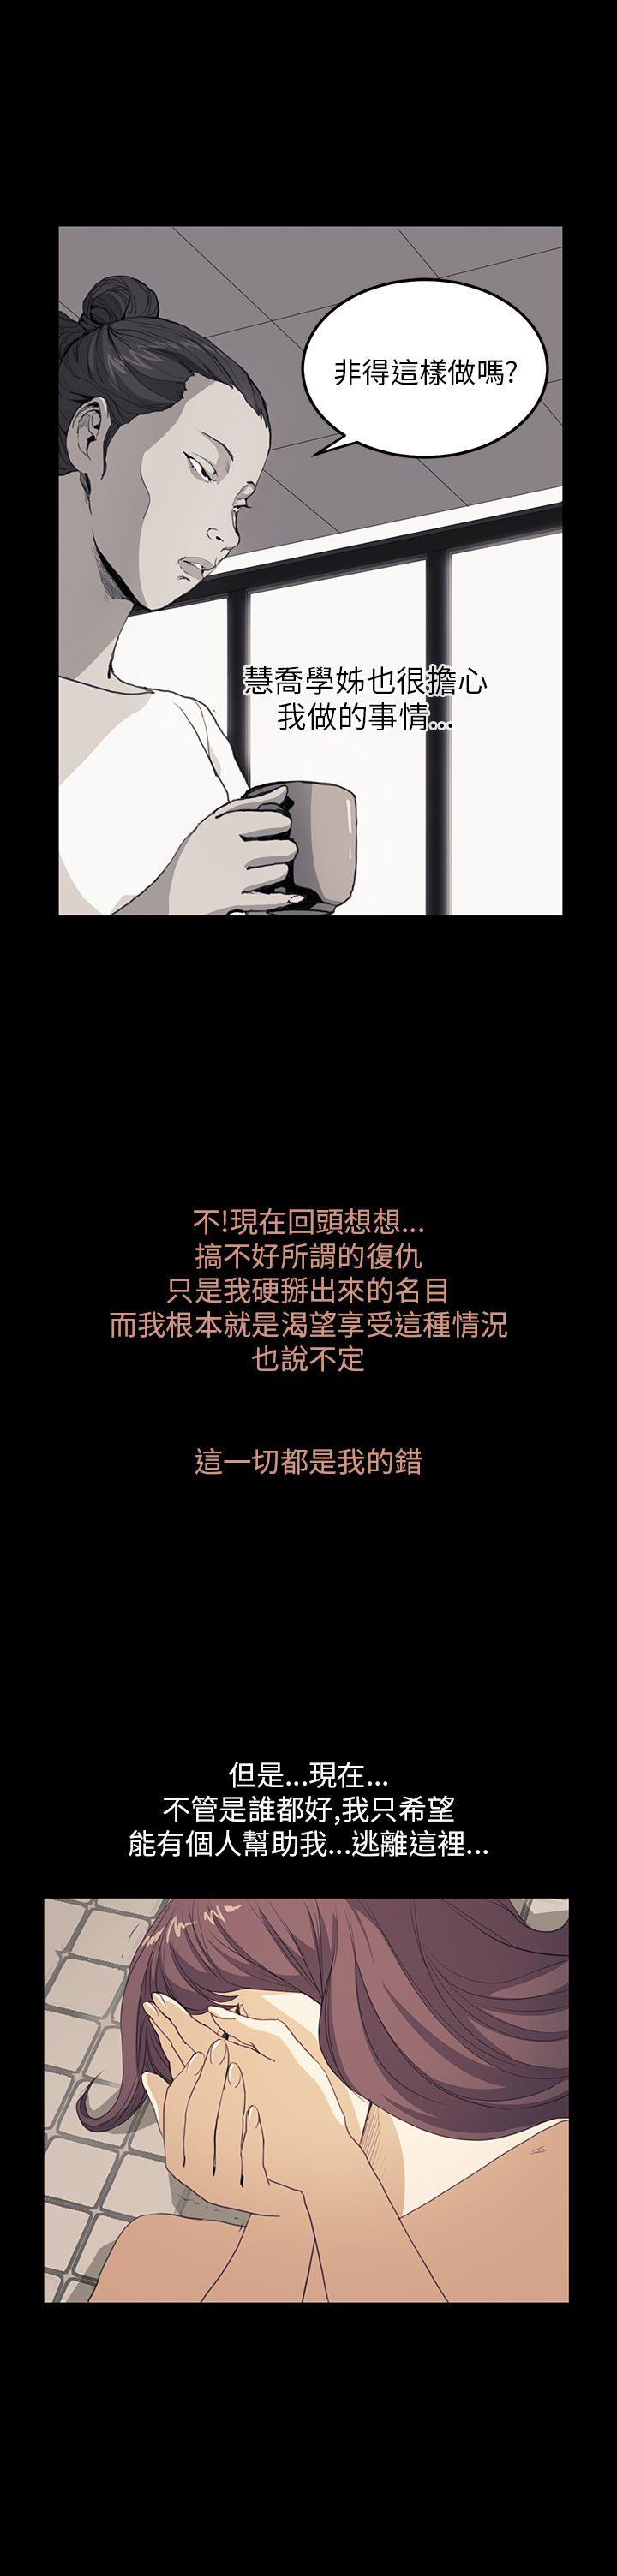 非得這樣做嗎?
慧喬學姊也很擔心
我做的事情...
不!現在回頭想想...
搞不好所謂的復仇
只是我硬掰出來的名目
而我根本就是渴望享受這種情況
也說不定
這一切都是我的錯
但是...現在...
不管是誰都好,我只希望
能有個人幫助我...逃離這裡...